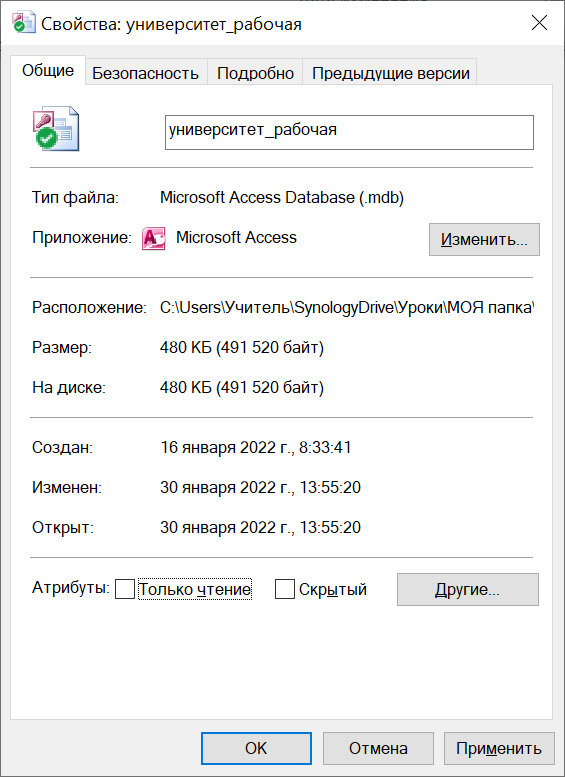 Свойства: университет_рабочая
Общие
Безопасность
Подробно
Предыдущие версии
университет_рабочая
Тип файла: Microsoft Access Database (.mdb)
Приложение: Microsoft Access
Изменить...
Расположение: C:\Users\Учитель\SynologyDrive\Уроки\МОЯ папка\
Размер: 480 КБ (491 520 байт)
На диске: 480 КБ (491 520 байт)
Создан: 16 января 2022 г., 8:33:41
Изменен: 30 января 2022 г., 13:55:20
Открыт: 30 января 2022 г., 13:55:20
Атрибуты: Только чтение Скрытый Другие...
OK Отмена Применить